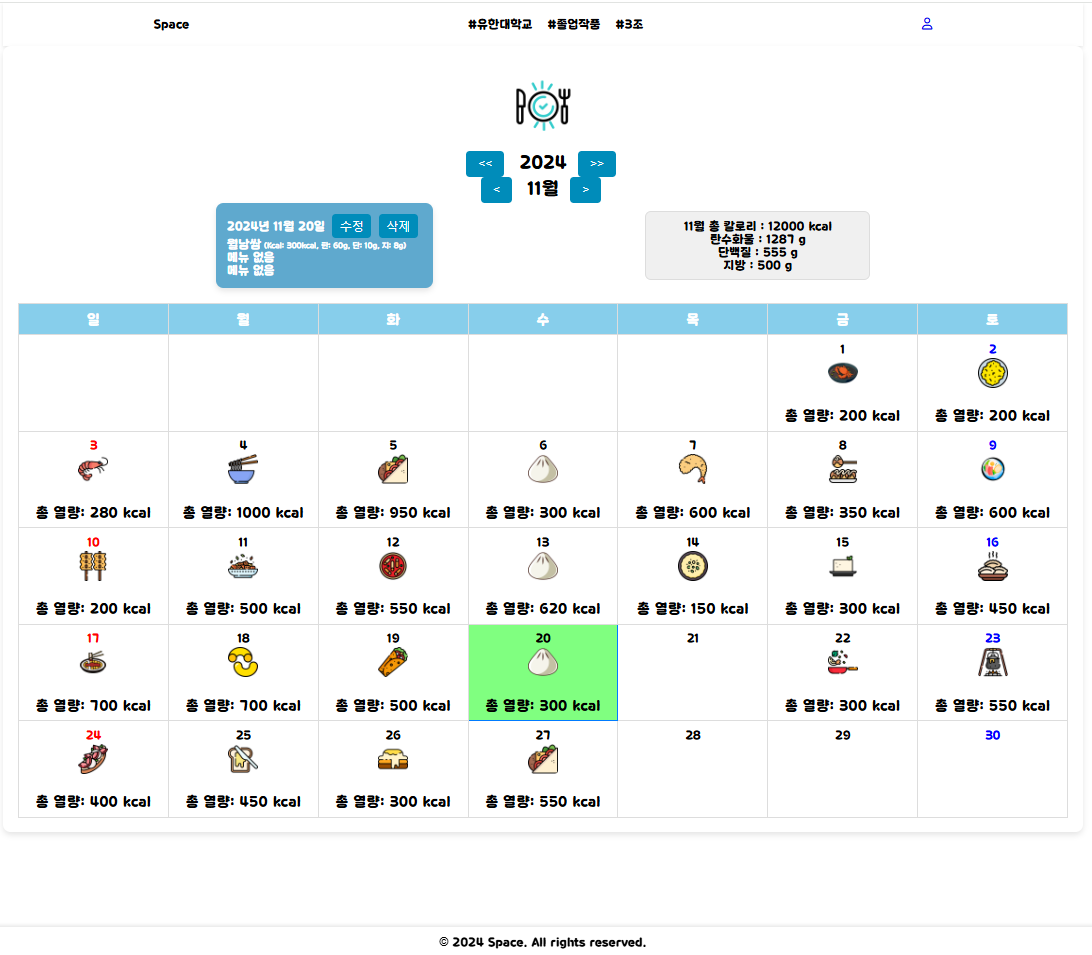 Space #유한대학교 #졸업작품 #3조
<< 2024 >>
< 11월 >
2024년 11월 20일 수정 삭제
월남쌈 (Kcal: 300kcal, 탄: 60g, 단: 10g, 지: 8g)
메뉴 없음
메뉴 없음
11월 총 칼로리 : 12000 kcal
탄수화물 : 1287 g
단백질 : 555 g
지방 : 500 g
일 월 화 수 목 금 토
1 2
총 열량: 200 kcal 총 열량: 200 kcal
3 4 5 6 7 8 9
총 열량: 280 kcal 총 열량: 1000 kcal 총 열량: 950 kcal 총 열량: 300 kcal 총 열량: 600 kcal 총 열량: 350 kcal 총 열량: 600 kcal
10 11 12 13 14 15 16
총 열량: 200 kcal 총 열량: 500 kcal 총 열량: 550 kcal 총 열량: 620 kcal 총 열량: 150 kcal 총 열량: 300 kcal 총 열량: 450 kcal
17 18 19 20 21 22 23
총 열량: 700 kcal 총 열량: 700 kcal 총 열량: 500 kcal 총 열량: 300 kcal 총 열량: 300 kcal 총 열량: 550 kcal
24 25 26 27 28 29 30
총 열량: 400 kcal 총 열량: 450 kcal 총 열량: 300 kcal 총 열량: 550 kcal
© 2024 Space. All rights reserved.